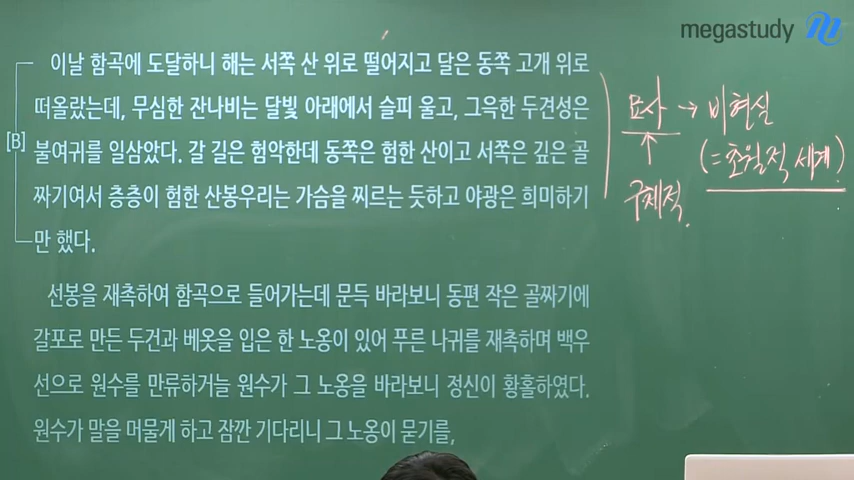 megastudy
[B]
이날 함곡에 도달하니 해는 서쪽 산 위로 떨어지고 달은 동쪽 고개 위로
떠올랐는데, 무심한 잔나비는 달빛 아래에서 슬피 울고, 그윽한 두견성은
불여귀를 일삼았다. 갈 길은 험악한데 동쪽은 험한 산이고 서쪽은 깊은 골
짜기여서 층층이 험한 산봉우리는 가슴을 찌르는 듯하고 야광은 희미하기
만 했다.
선봉을 재촉하여 함곡으로 들어가는데 문득 바라보니 동편 작은 골짜기에
갈포로 만든 두건과 베옷을 입은 한 노옹이 있어 푸른 나귀를 재촉하며 백우
선으로 원수를 만류하거늘 원수가 그 노옹을 바라보니 정신이 황홀하였다.
원수가 말을 머물게 하고 잠깐 기다리니 그 노옹이 묻기를,
묘사 → 비현실
(=초월적 세계)
↑
구체적.